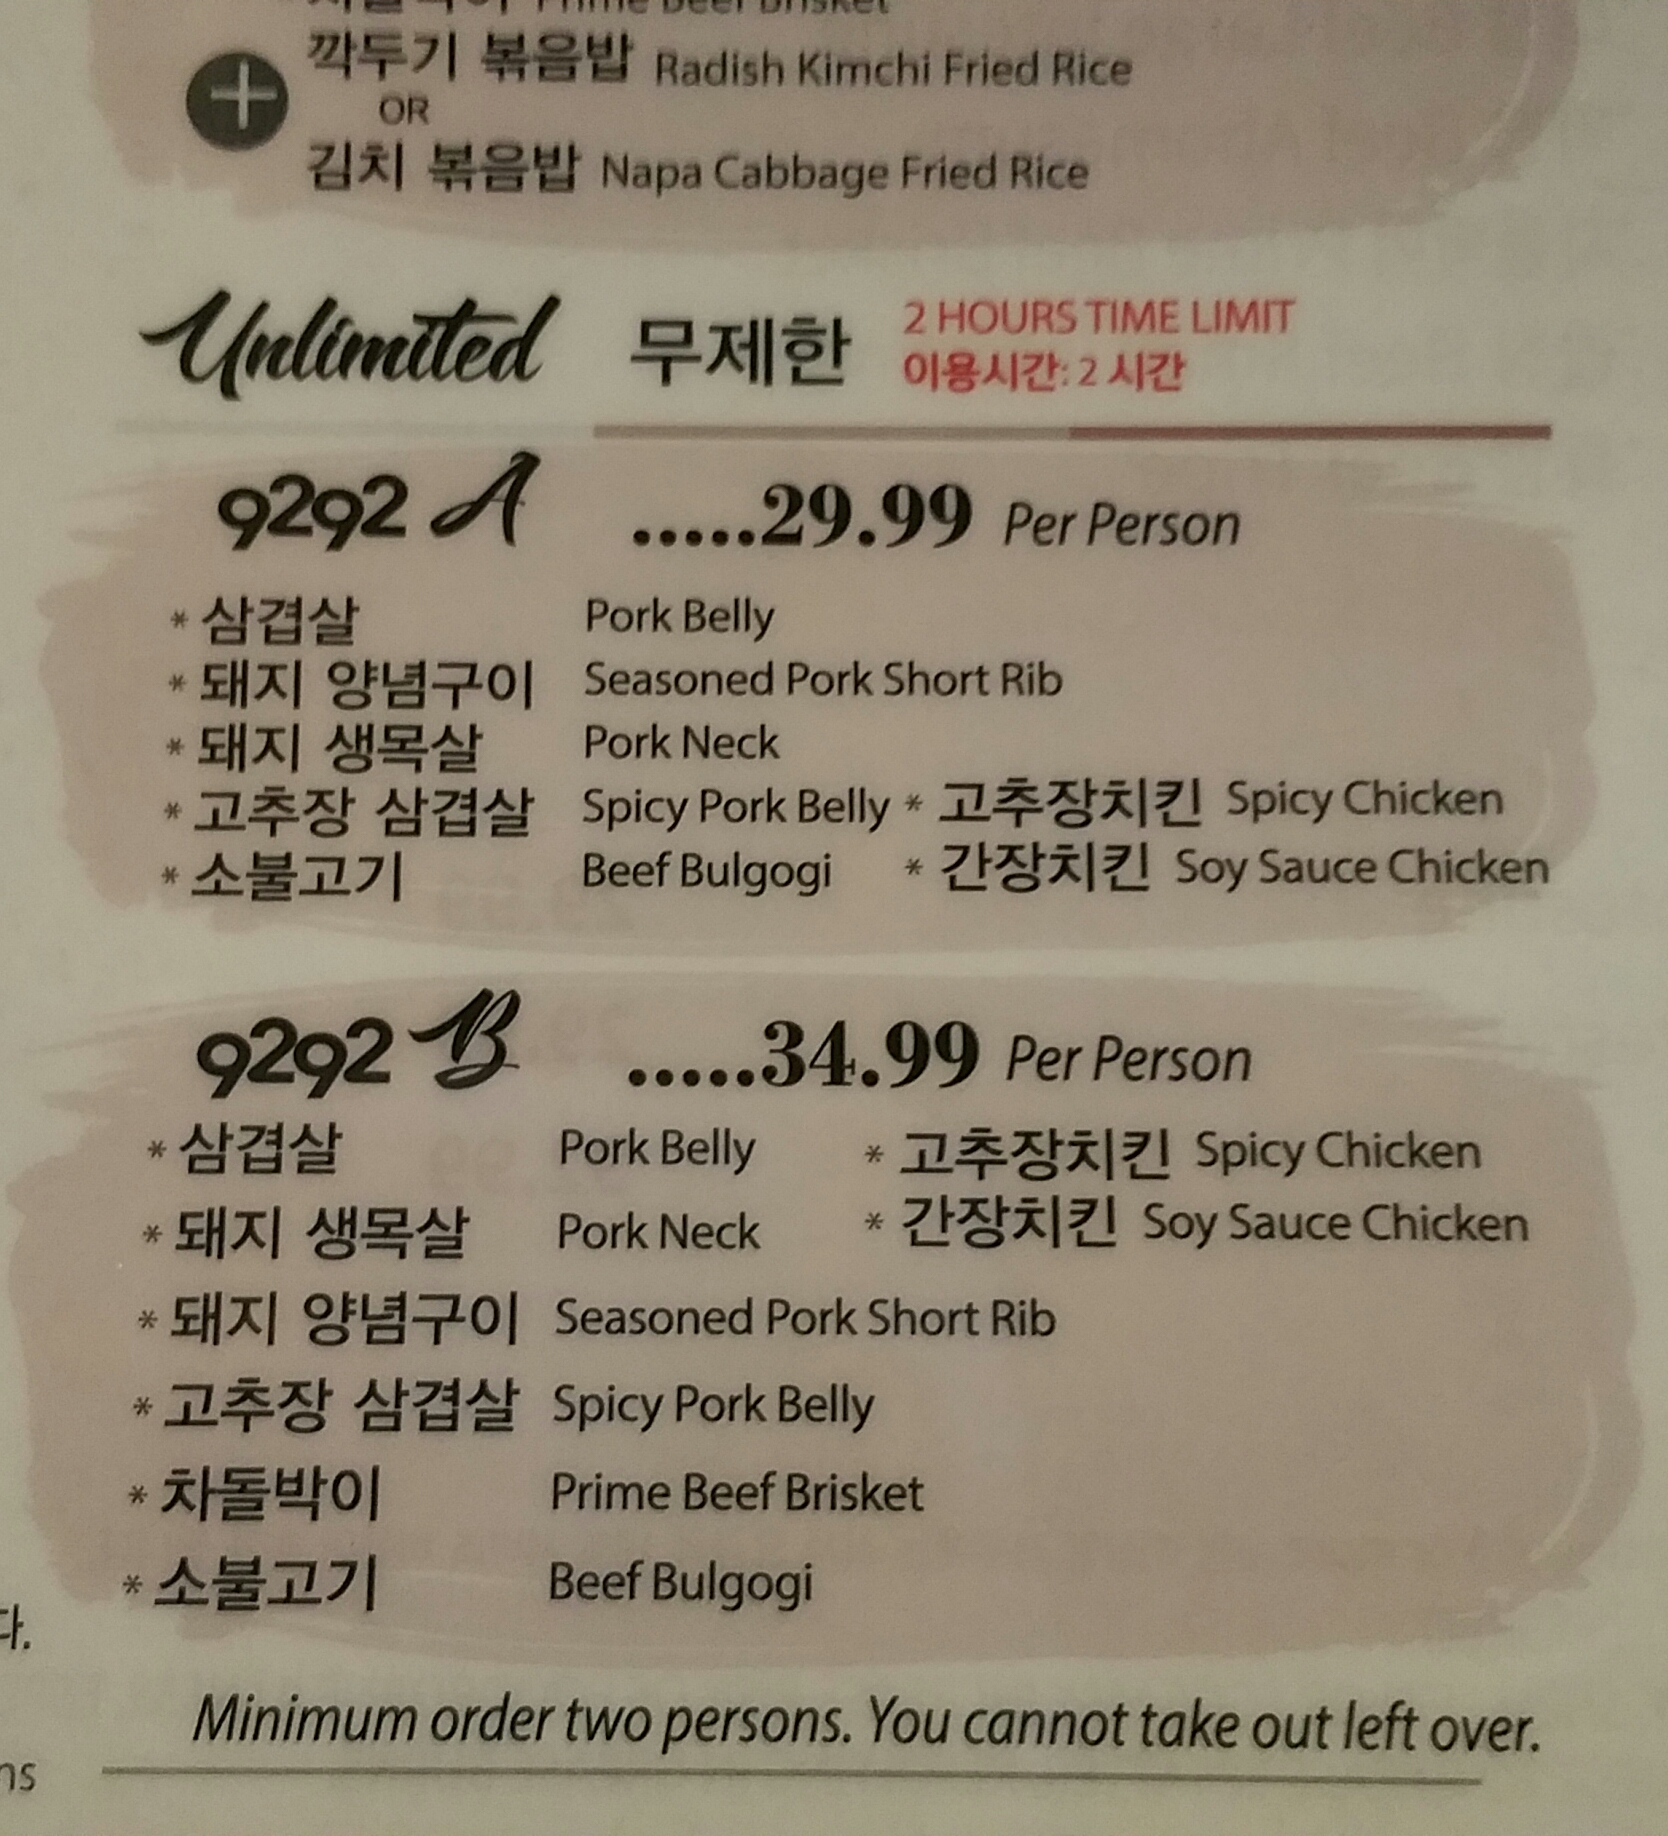 Prime Beef Brisket
깍두기 볶음밥 Radish Kimchi Fried Rice
OR
김치 볶음밥 Napa Cabbage Fried Rice
Unlimited 무제한
2 HOURS TIME LIMIT
이용시간: 2 시간
9292 A .....29.99 Per Person
* 삼겹살 Pork Belly
* 돼지 양념구이 Seasoned Pork Short Rib
* 돼지 생목살 Pork Neck
* 고추장 삼겹살 Spicy Pork Belly * 고추장치킨 Spicy Chicken
* 소불고기 Beef Bulgogi * 간장치킨 Soy Sauce Chicken
9292 B .....34.99 Per Person
* 삼겹살 Pork Belly * 고추장치킨 Spicy Chicken
* 돼지 생목살 Pork Neck * 간장치킨 Soy Sauce Chicken
* 돼지 양념구이 Seasoned Pork Short Rib
* 고추장 삼겹살 Spicy Pork Belly
* 차돌박이 Prime Beef Brisket
* 소불고기 Beef Bulgogi
다.
Minimum order two persons. You cannot take out left over.
ns